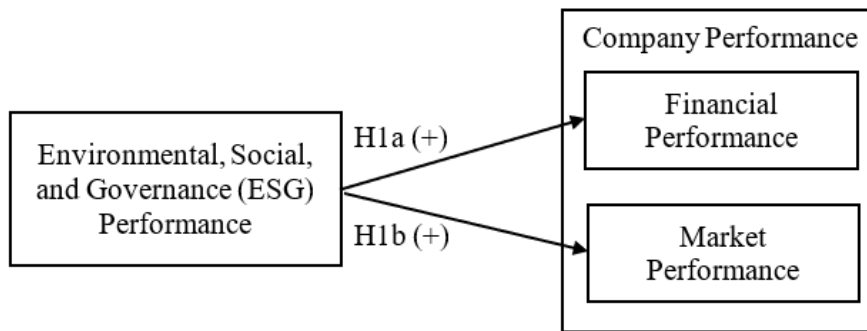 Environmental, Social,
and Governance (ESG)
Performance
H1a (+)
H1b (+)
Company Performance
Financial
Performance
Market
Performance